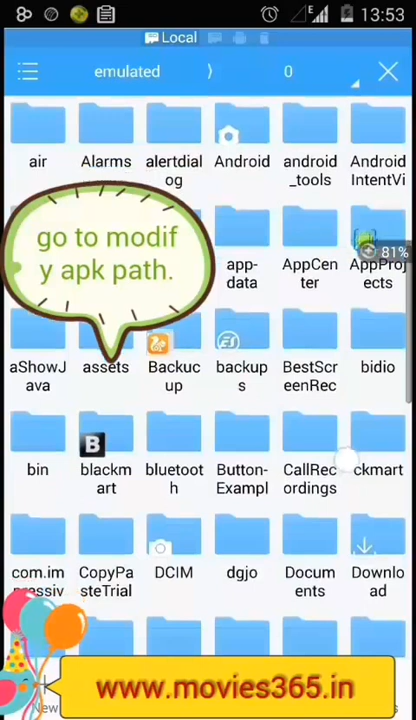 13:53
Local
emulated 0
air
Alarms
alertdial
og
Android
android
_tools
Android
IntentVi
go to modif
y apk path.
app-
data
AppCen
ter
AppProj
ects
81%
aShowJ
ava
assets
Backuc
up
backup
s
BestScr
eenRec
bidio
bin
B
blackm
art
bluetoot
h
Button-
Exampl
CallRec
ordings
ckmart
com.im
pressiv
CopyPa
steTrial
DCIM
dgjo
Docum
ents
Downlo
ad
New
www.movies365.in